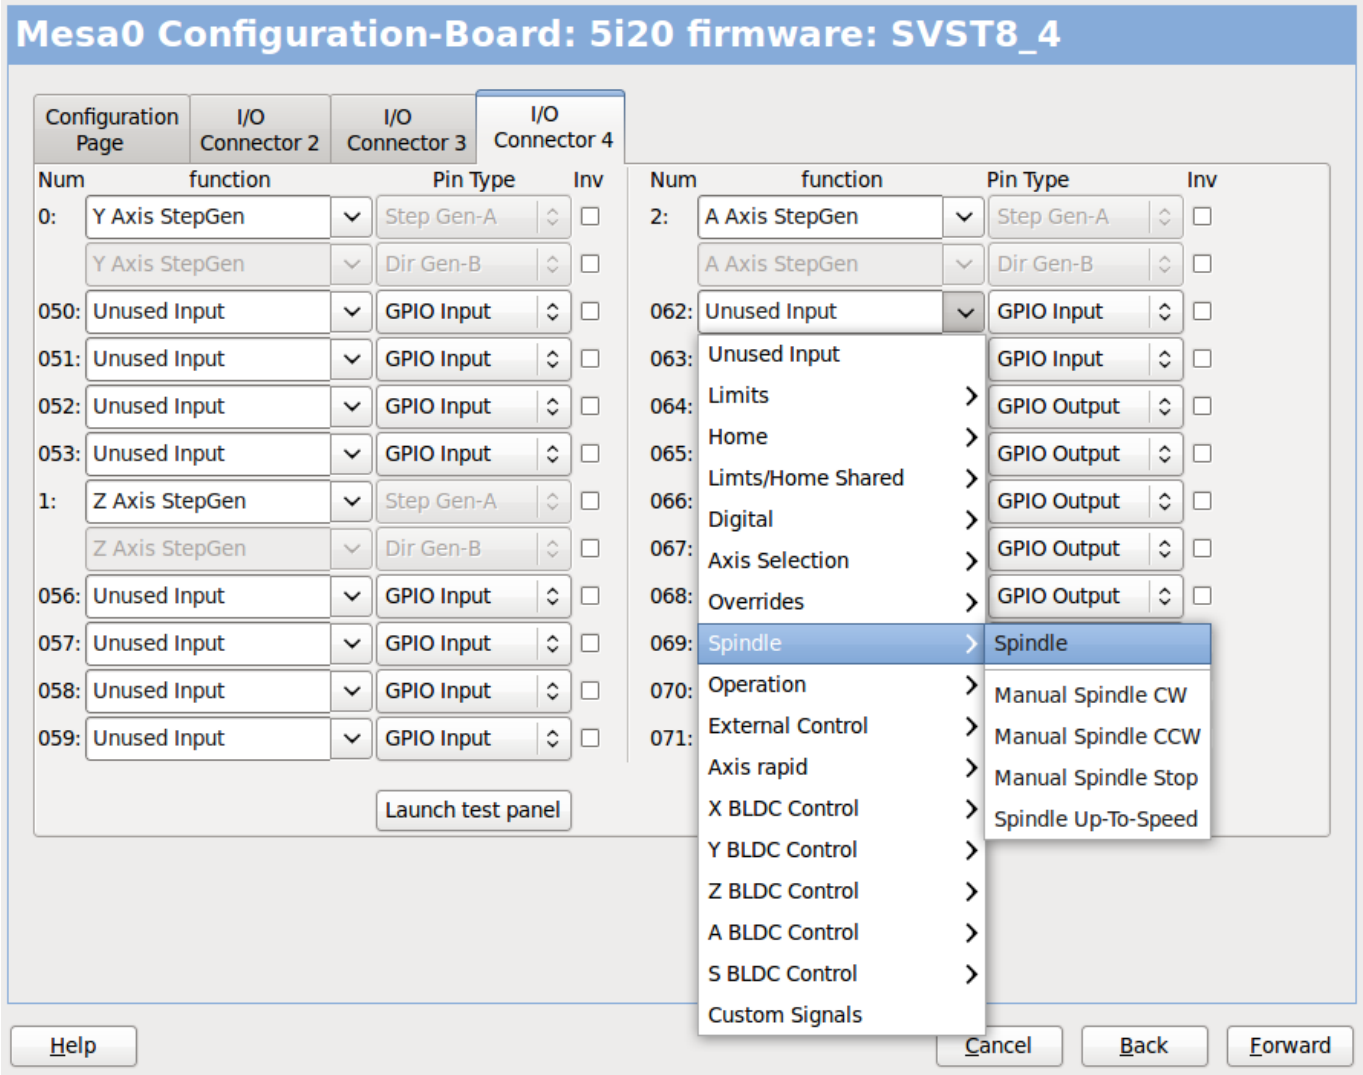 Mesa0 Configuration-Board: 5i20 firmware: SVST8_4
Configuration
Page
I/O
Connector 2
I/O
Connector 3
I/O
Connector 4
Num function Pin Type Inv
0: Y Axis StepGen Step Gen-A
Y Axis StepGen Dir Gen-B
050: Unused Input GPIO Input
051: Unused Input GPIO Input
052: Unused Input GPIO Input
053: Unused Input GPIO Input
1: Z Axis StepGen Step Gen-A
Z Axis StepGen Dir Gen-B
056: Unused Input GPIO Input
057: Unused Input GPIO Input
058: Unused Input GPIO Input
059: Unused Input GPIO Input
Launch test panel
Num function Pin Type Inv
2: A Axis StepGen Step Gen-A
A Axis StepGen Dir Gen-B
062: Unused Input GPIO Input
063: GPIO Input
064: GPIO Output
065: GPIO Output
066: GPIO Output
067: GPIO Output
068: GPIO Output
069:
070:
071:
Unused Input
Limits
Home
Limts/Home Shared
Digital
Axis Selection
Overrides
Spindle
Operation
External Control
Axis rapid
X BLDC Control
Y BLDC Control
Z BLDC Control
A BLDC Control
S BLDC Control
Custom Signals
Spindle
Manual Spindle CW
Manual Spindle CCW
Manual Spindle Stop
Spindle Up-To-Speed
Help Cancel Back Forward